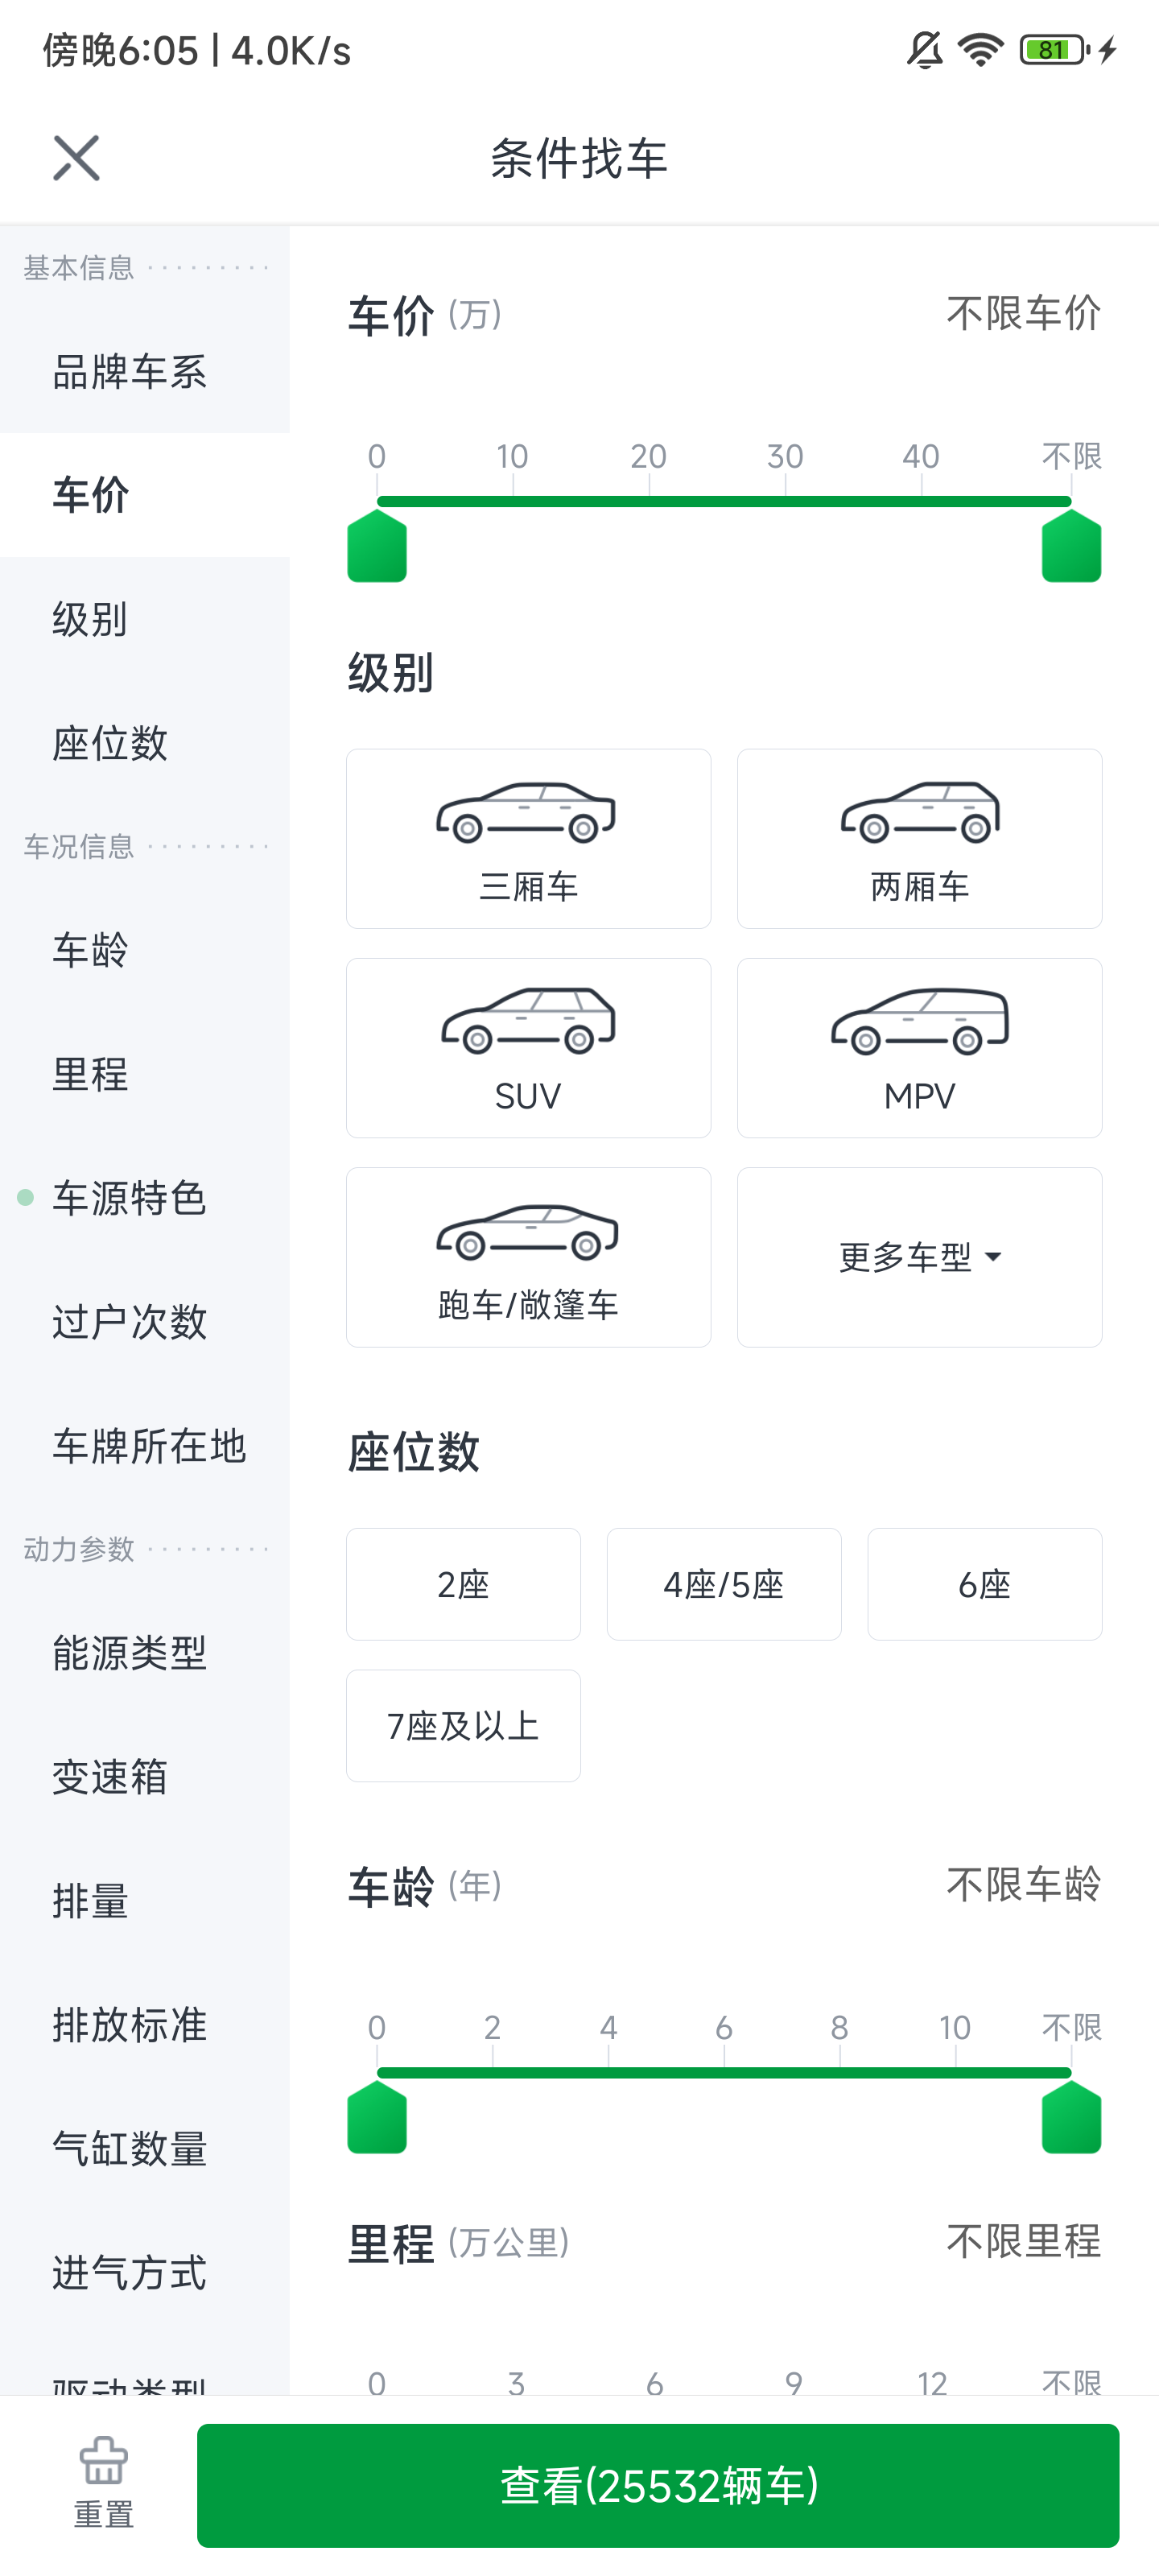 傍晚6:05 | 4.0K/s
81
条件找车
基本信息
品牌车系
车价
级别
座位数
车况信息
车龄
里程
车源特色
过户次数
车牌所在地
动力参数
能源类型
变速箱
排量
排放标准
气缸数量
进气方式
驱动类型
车价 (万)
不限车价
0 10 20 30 40 不限
级别
三厢车 两厢车
SUV MPV
跑车/敞篷车 更多车型
座位数
2座 4座/5座 6座
7座及以上
车龄 (年)
不限车龄
0 2 4 6 8 10 不限
里程 (万公里)
不限里程
0 3 6 9 12 不限
重置
查看(25532辆车)